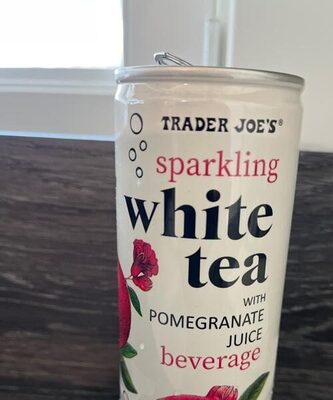 TRADER JOE'S®
sparkling
white
tea
WITH
POMEGRANATE
JUICE
beverage